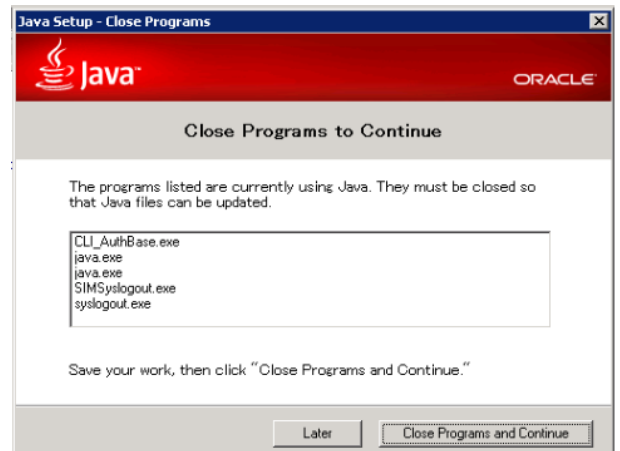 Java Setup - Close Programs
Java™
ORACLE
Close Programs to Continue
The programs listed are currently using Java. They must be closed so
that Java files can be updated.
CLI_AuthBase.exe
java.exe
java.exe
SIMSyslogout.exe
syslogout.exe
Save your work, then click "Close Programs and Continue."
Later
Close Programs and Continue